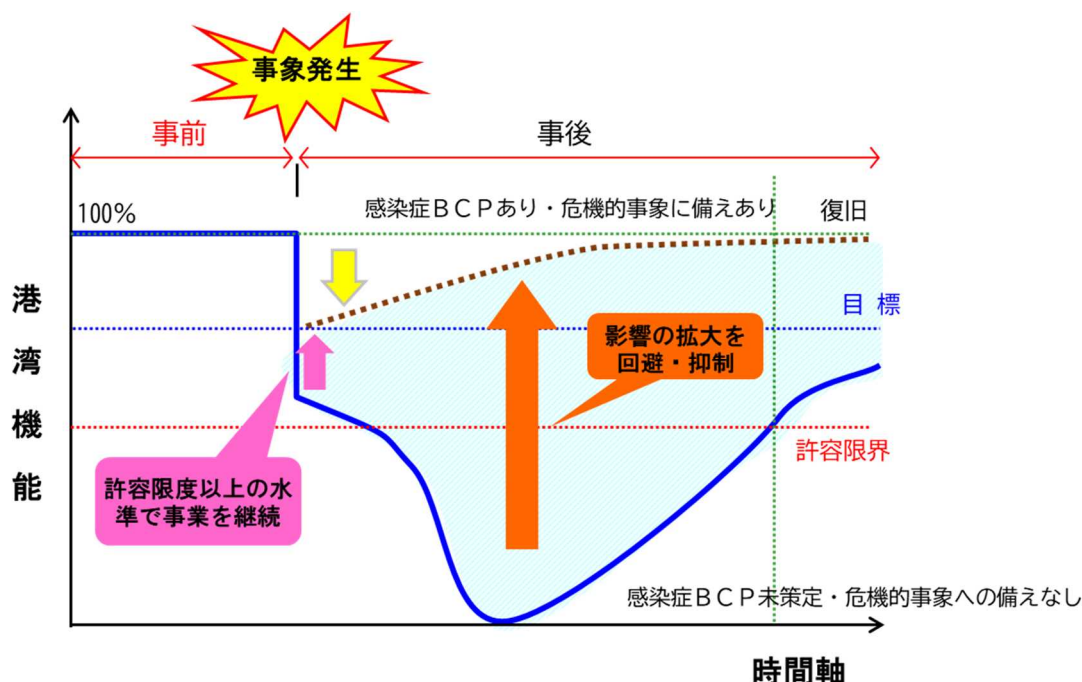 事象発生
事前
事後
100%
感染症BCPあり・危機的事象に備えあり
復旧
港湾機能
目 標
影響の拡大を
回避・抑制
許容限界
許容限度以上の水
準で事業を継続
感染症BCP未策定・危機的事象への備えなし
時間軸